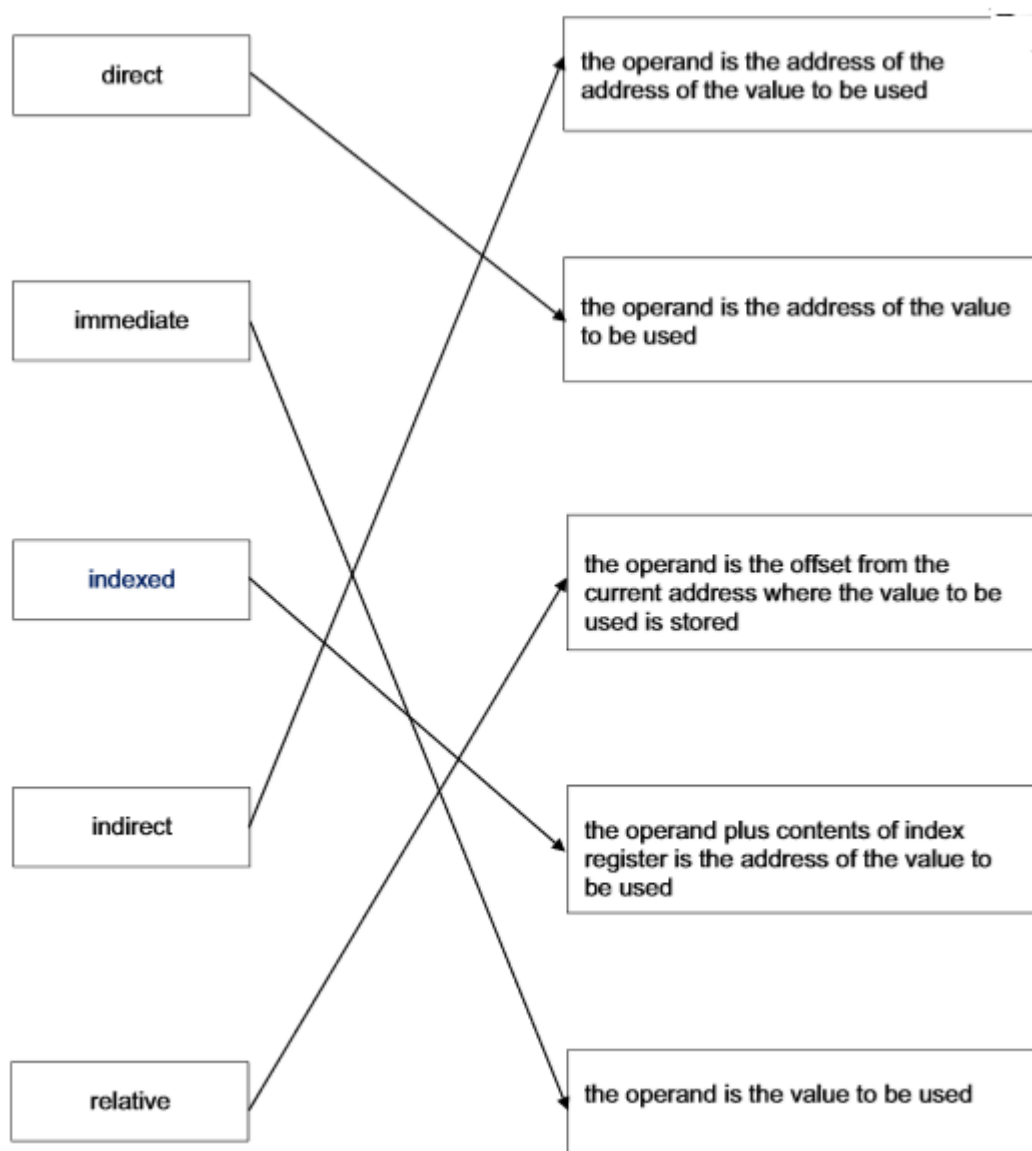 direct
the operand is the address of the
address of the value to be used
immediate
the operand is the address of the value
to be used
indexed
the operand is the offset from the
current address where the value to be
used is stored
indirect
the operand plus contents of index
register is the address of the value to
be used
relative
the operand is the value to be used